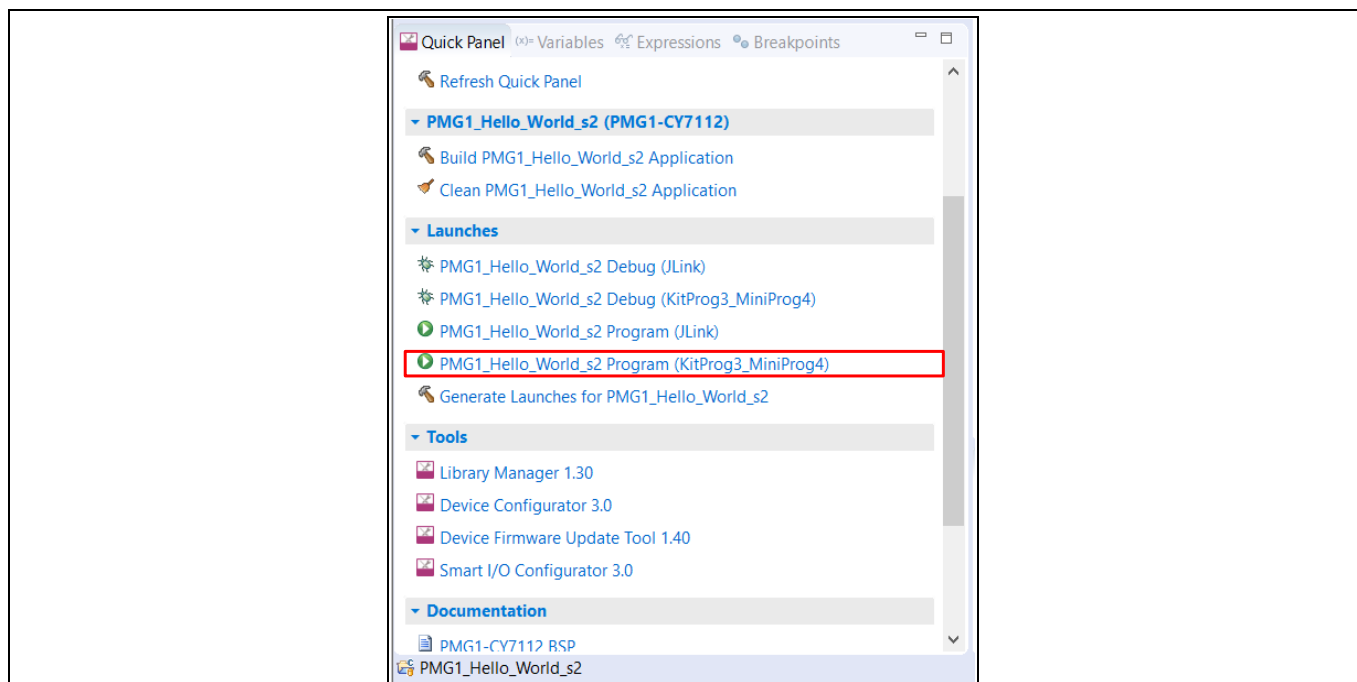 Quick Panel (x)= Variables Expressions Breakpoints
Refresh Quick Panel
PMG1_Hello_World_s2 (PMG1-CY7112)
Build PMG1_Hello_World_s2 Application
Clean PMG1_Hello_World_s2 Application
Launches
PMG1_Hello_World_s2 Debug (JLink)
PMG1_Hello_World_s2 Debug (KitProg3_MiniProg4)
PMG1_Hello_World_s2 Program (JLink)
PMG1_Hello_World_s2 Program (KitProg3_MiniProg4)
Generate Launches for PMG1_Hello_World_s2
Tools
Library Manager 1.30
Device Configurator 3.0
Device Firmware Update Tool 1.40
Smart I/O Configurator 3.0
Documentation
PMG1-CY7112 BSP
PMG1_Hello_World_s2